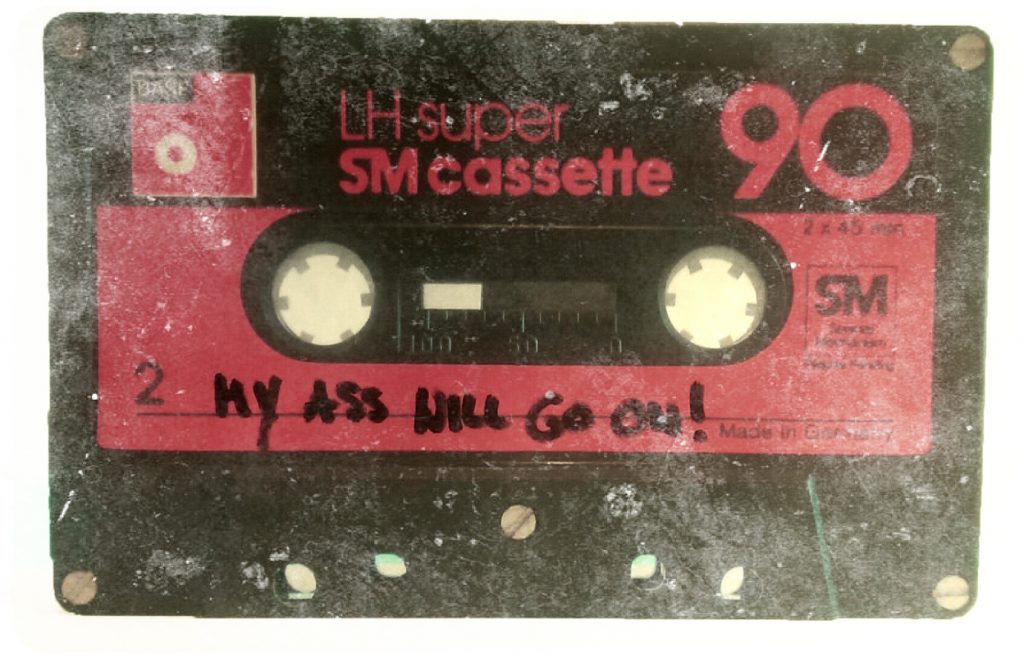 BASF
LH super
SM cassette
90
2 x 45 min
SM
100 50 0
2
MY ASS WILL GO ON!
Made in Germany